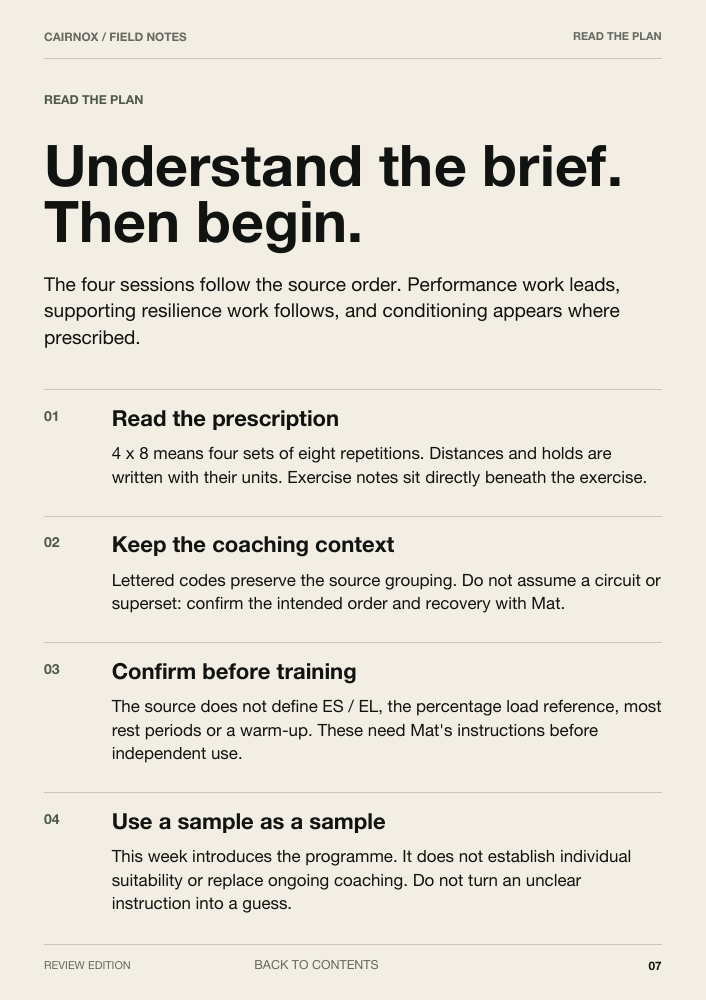 CAIRNOX / FIELD NOTES
READ THE PLAN
READ THE PLAN
Understand the brief.
Then begin.
The four sessions follow the source order. Performance work leads,
supporting resilience work follows, and conditioning appears where
prescribed.
01
Read the prescription
4 x 8 means four sets of eight repetitions. Distances and holds are
written with their units. Exercise notes sit directly beneath the exercise.
02
Keep the coaching context
Lettered codes preserve the source grouping. Do not assume a circuit or
superset: confirm the intended order and recovery with Mat.
03
Confirm before training
The source does not define ES / EL, the percentage load reference, most
rest periods or a warm-up. These need Mat's instructions before
independent use.
04
Use a sample as a sample
This week introduces the programme. It does not establish individual
suitability or replace ongoing coaching. Do not turn an unclear
instruction into a guess.
REVIEW EDITION
BACK TO CONTENTS
07